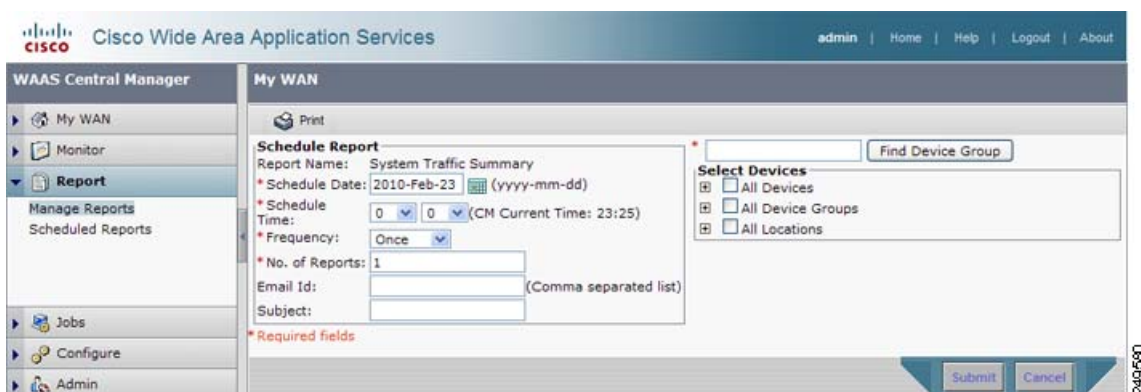 CISCO
Cisco Wide Area Application Services
admin | Home | Help | Logout | About
WAAS Central Manager
My WAN
Monitor
Report
Manage Reports
Scheduled Reports
Jobs
Configure
Admin
My WAN
Print
Schedule Report
Report Name: System Traffic Summary
* Schedule Date: 2010-Feb-23 (yyyy-mm-dd)
* Schedule
Time: 0 0 (CM Current Time: 23:25)
* Frequency: Once
* No. of Reports: 1
Email Id: (Comma separated list)
Subject:
* Required fields
* Find Device Group
Select Devices
All Devices
All Device Groups
All Locations
Submit Cancel
249580